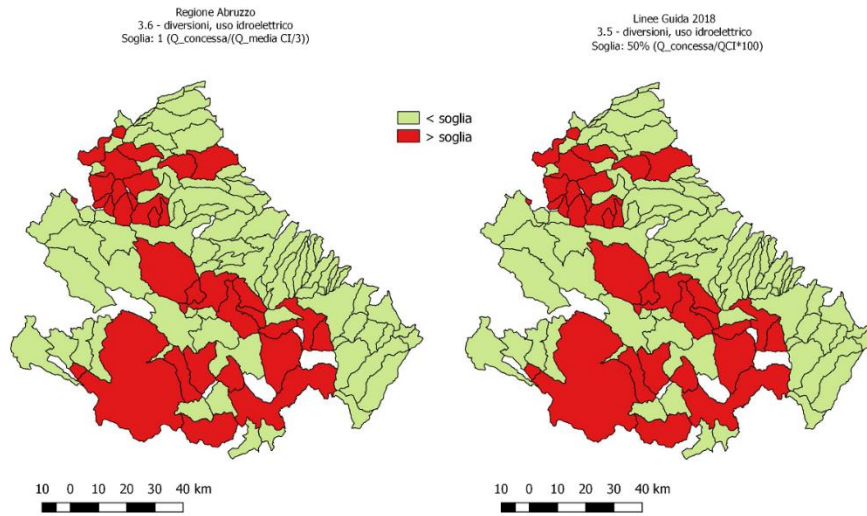 Regione Abruzzo
3.6 - diversioni, uso idroelettrico
Soglia: 1 (Q_concessa/(Q_media CI/3))
Linee Guida 2018
3.5 - diversioni, uso idroelettrico
Soglia: 50% (Q_concessa/QCI*100)
< soglia
> soglia
10 0 10 20 30 40 km
10 0 10 20 30 40 km